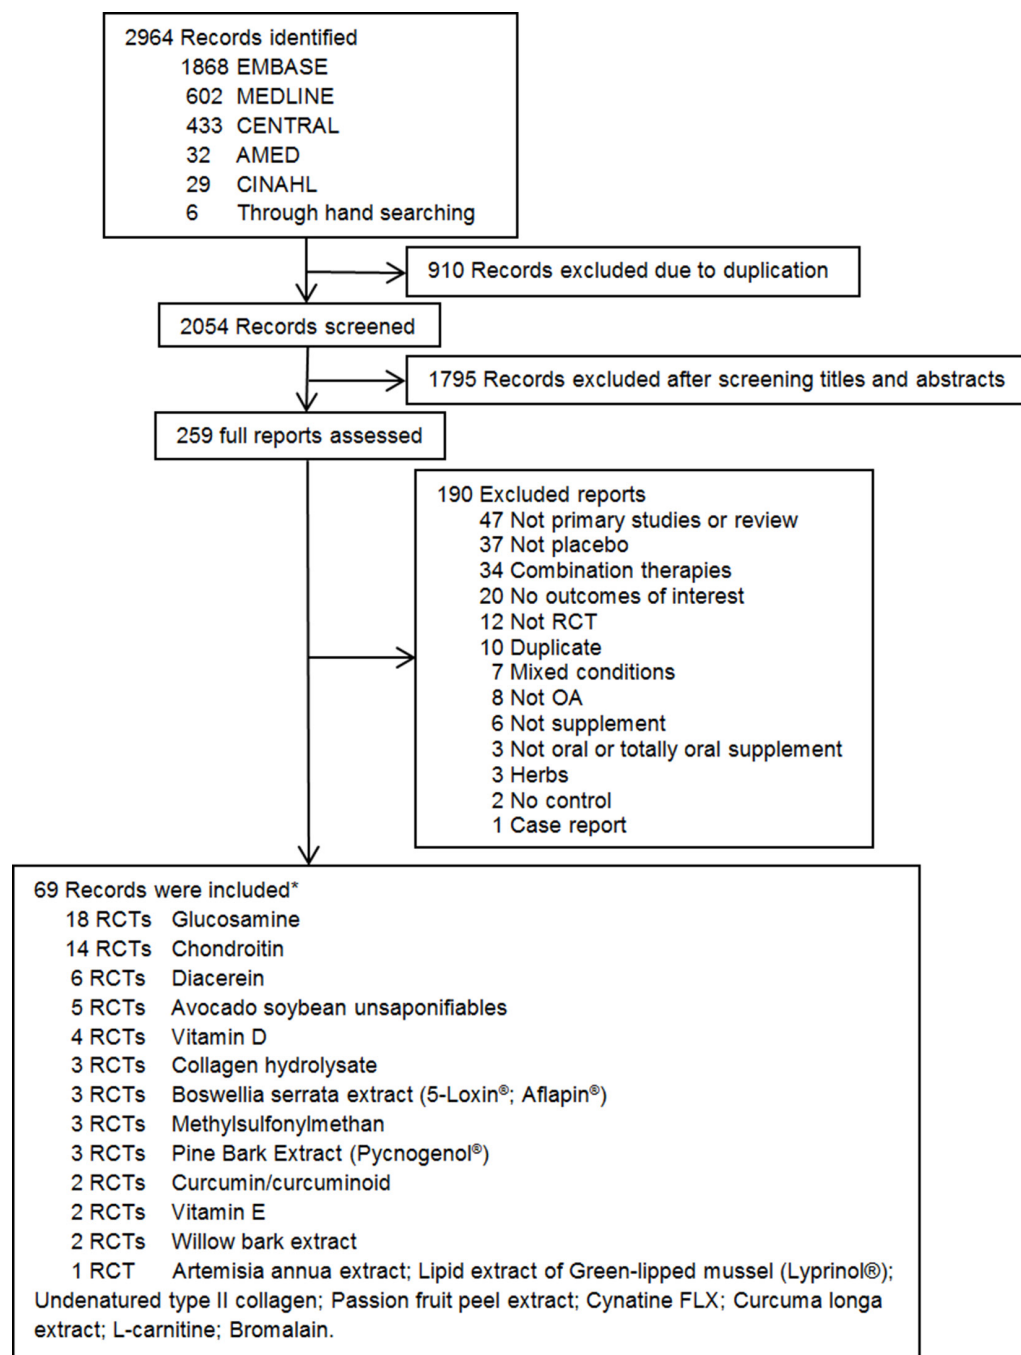 2964 Records identified
1868 EMBASE
602 MEDLINE
433 CENTRAL
32 AMED
29 CINAHL
6 Through hand searching
910 Records excluded due to duplication
2054 Records screened
1795 Records excluded after screening titles and abstracts
259 full reports assessed
190 Excluded reports
47 Not primary studies or review
37 Not placebo
34 Combination therapies
20 No outcomes of interest
12 Not RCT
10 Duplicate
7 Mixed conditions
8 Not OA
6 Not supplement
3 Not oral or totally oral supplement
3 Herbs
2 No control
1 Case report
69 Records were included*
18 RCTs Glucosamine
14 RCTs Chondroitin
6 RCTs Diacerein
5 RCTs Avocado soybean unsaponifiables
4 RCTs Vitamin D
3 RCTs Collagen hydrolysate
3 RCTs Boswellia serrata extract (5-Loxin®; Aflapin®)
3 RCTs Methylsulfonylmethan
3 RCTs Pine Bark Extract (Pycnogenol®)
2 RCTs Curcumin/curcuminoid
2 RCTs Vitamin E
2 RCTs Willow bark extract
1 RCT Artemisia annua extract; Lipid extract of Green-lipped mussel (Lyprinol®);
Undenatured type II collagen; Passion fruit peel extract; Cynatine FLX; Curcuma longa
extract; L-carnitine; Bromalain.